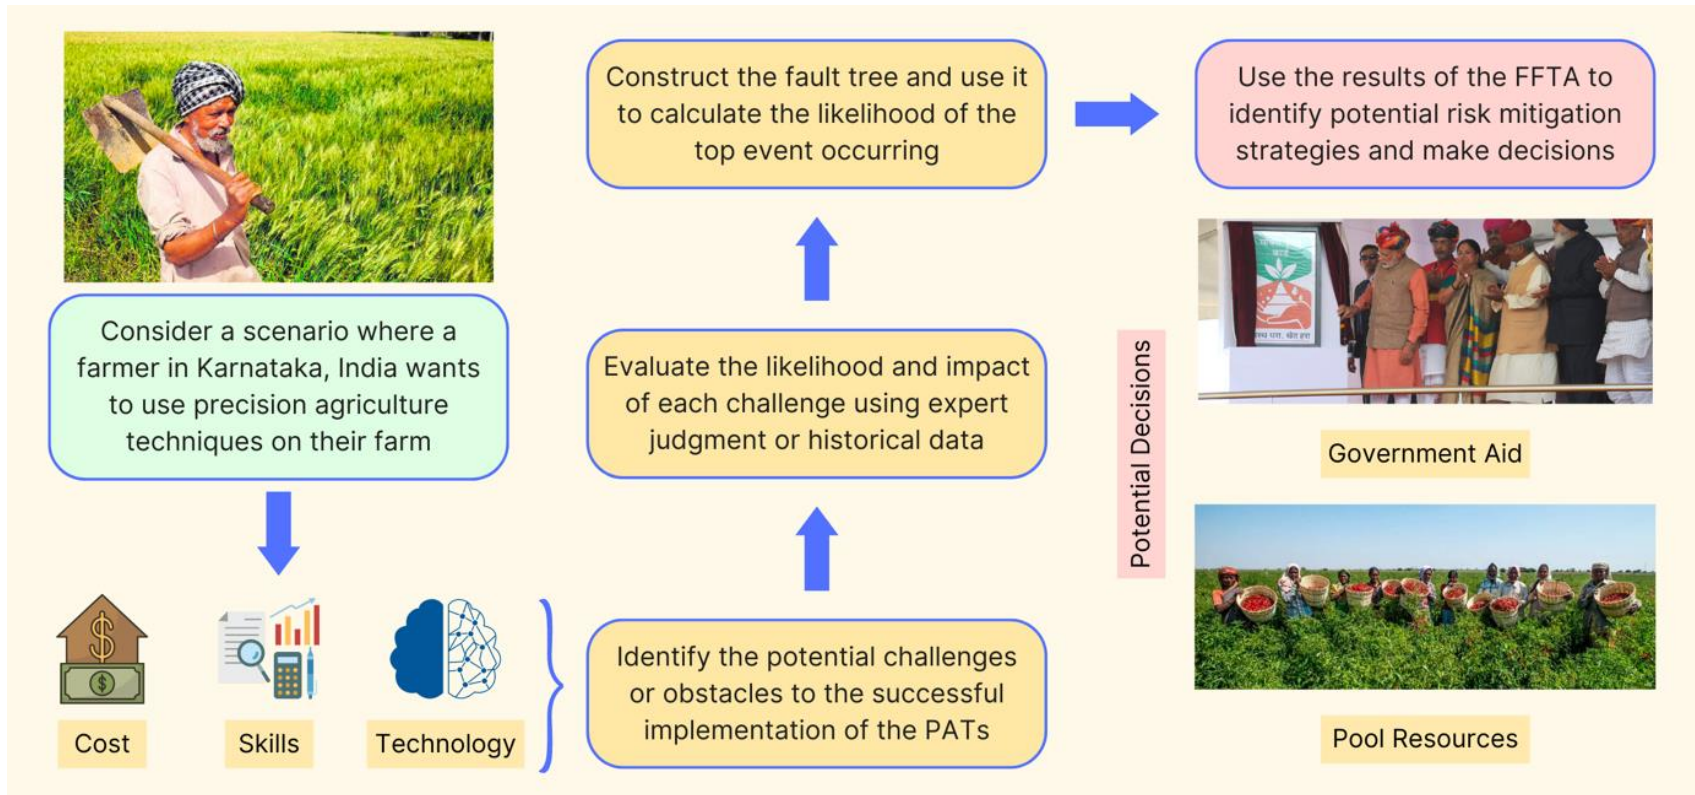 Consider a scenario where a
farmer in Karnataka, India wants
to use precision agriculture
techniques on their farm
Cost
Skills
Technology
Identify the potential challenges
or obstacles to the successful
implementation of the PATs
Evaluate the likelihood and impact
of each challenge using expert
judgment or historical data
Construct the fault tree and use it
to calculate the likelihood of the
top event occurring
Use the results of the FFTA to
identify potential risk mitigation
strategies and make decisions
Potential Decisions
कार्ड
खेत हरा
Government Aid
Pool Resources